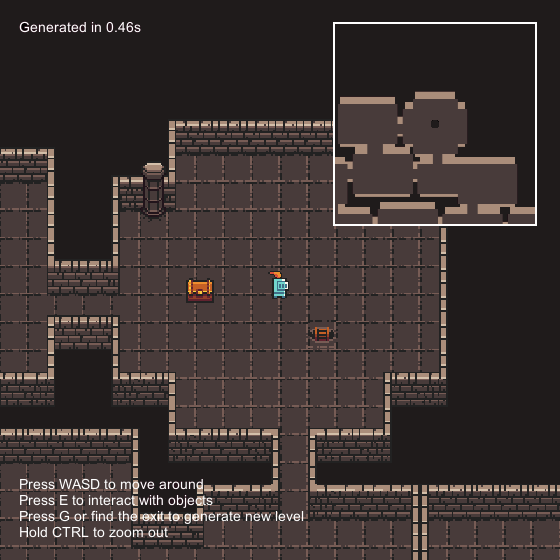 Generated in 0.46s
Press WASD to move around
Press E to interact with objects
Press G or find the exit to generate new level
Hold CTRL to zoom out